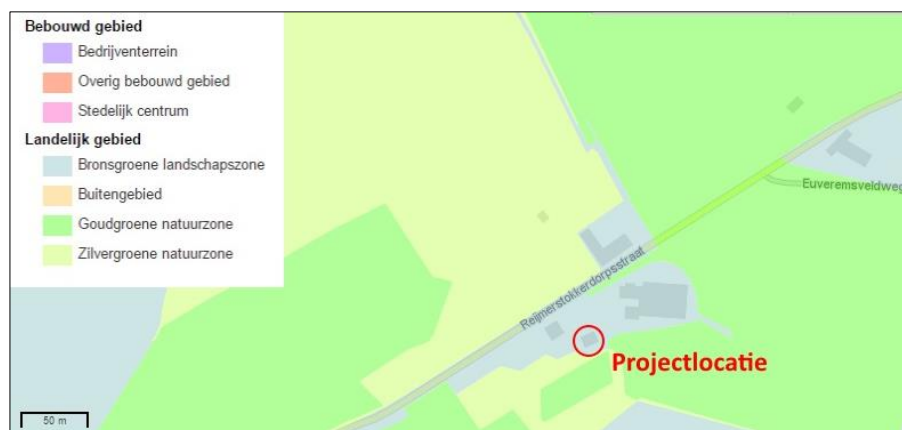 Bebouwd gebied
Bedrijventerrein
Overig bebouwd gebied
Stedelijk centrum
Landelijk gebied
Bronsgroene landschapszone
Buitengebied
Goudgroene natuurzone
Zilvergroene natuurzone
Euveremsveldweg
Reijmerstokkerdorpsstraat
Projectlocatie
50 m